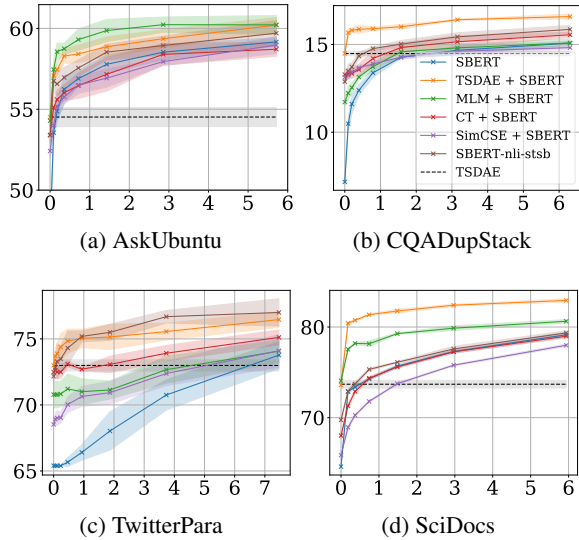 60
55
50
0 1 2 3 4 5 6
(a) AskUbuntu
15
10
0 1 2 3 4 5 6
SBERT
TSDAE + SBERT
MLM + SBERT
CT + SBERT
SimCSE + SBERT
SBERT-nli-stsb
TSDAE
(b) CQADupStack
75
70
65
0 1 2 3 4 5 6 7
(c) TwitterPara
80
70
0 1 2 3 4 5 6
(d) SciDocs